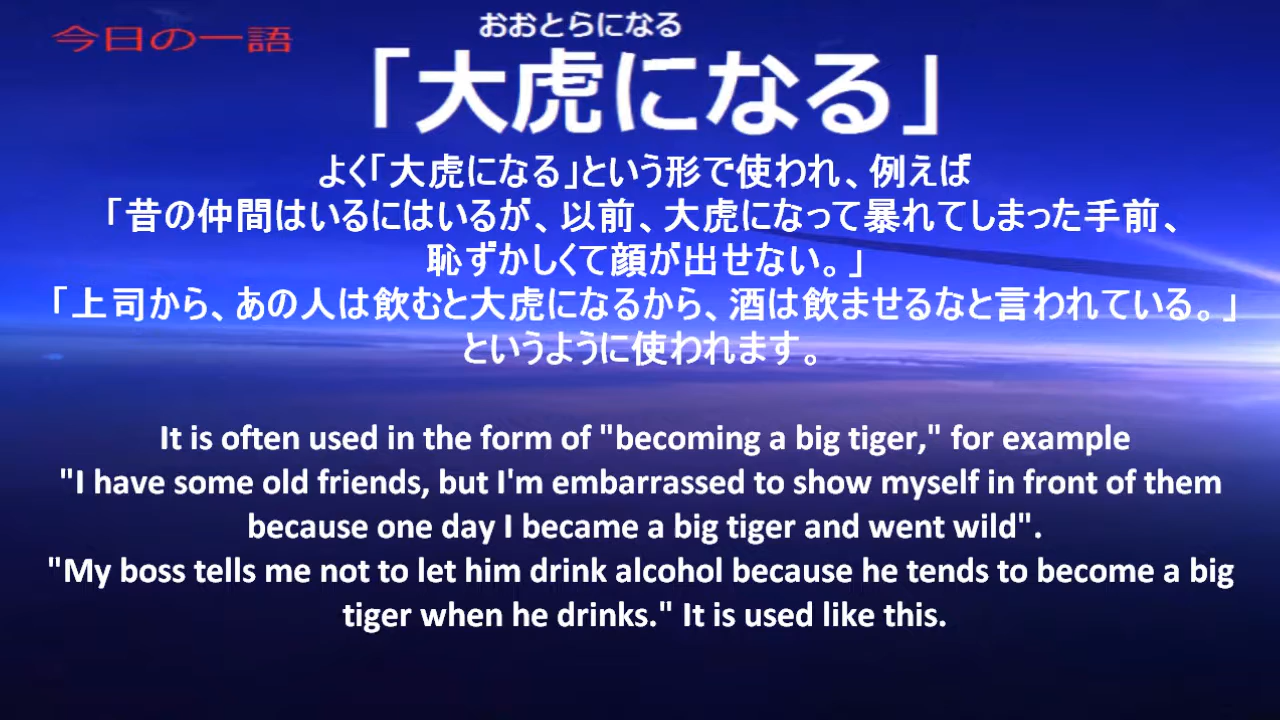 今日の一語
おおとらになる
「大虎になる」
よく「大虎になる」という形で使われ、例えば
「昔の仲間はいるにはいるが、以前、大虎になって暴れてしまった手前、
恥ずかしくて顔が出せない。」
「上司から、あの人は飲むと大虎になるから、酒は飲ませるなと言われている。」
というように使われます。
It is often used in the form of "becoming a big tiger," for example
"I have some old friends, but I'm embarrassed to show myself in front of them
because one day I became a big tiger and went wild".
"My boss tells me not to let him drink alcohol because he tends to become a big
tiger when he drinks." It is used like this.